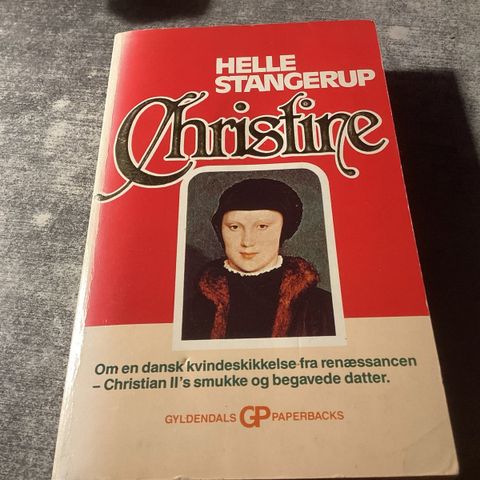 HELLE
STANGERUP
Christine
Om en dansk kvindeskikkelse fra renæssancen
– Christian II's smukke og begavede datter.
GYLDENDALS GP PAPERBACKS